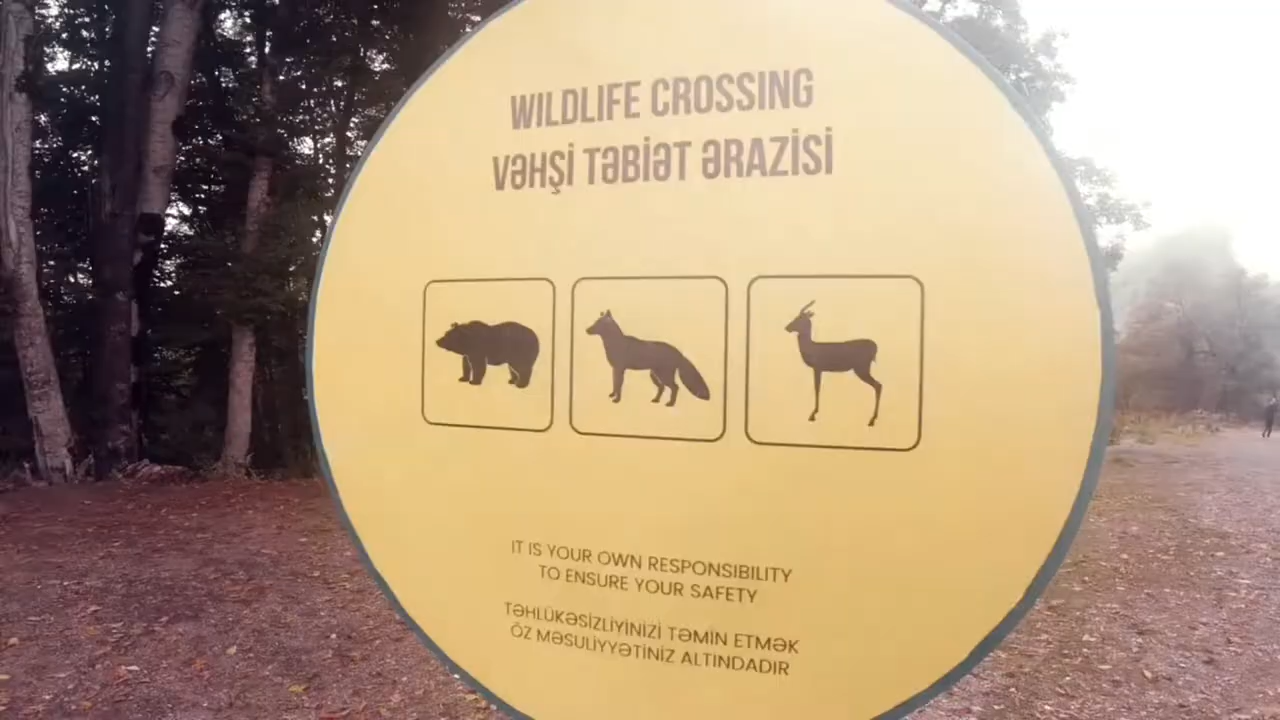 WILDLIFE CROSSING
VƏHŞİ TƏBİƏT ƏRAZİSİ
IT IS YOUR OWN RESPONSIBILITY
TO ENSURE YOUR SAFETY
TƏHLÜKƏSİZLİYİNİZİ TƏMİN ETMƏK
ÖZ MƏSULİYYƏTİNİZ ALTINDADIR